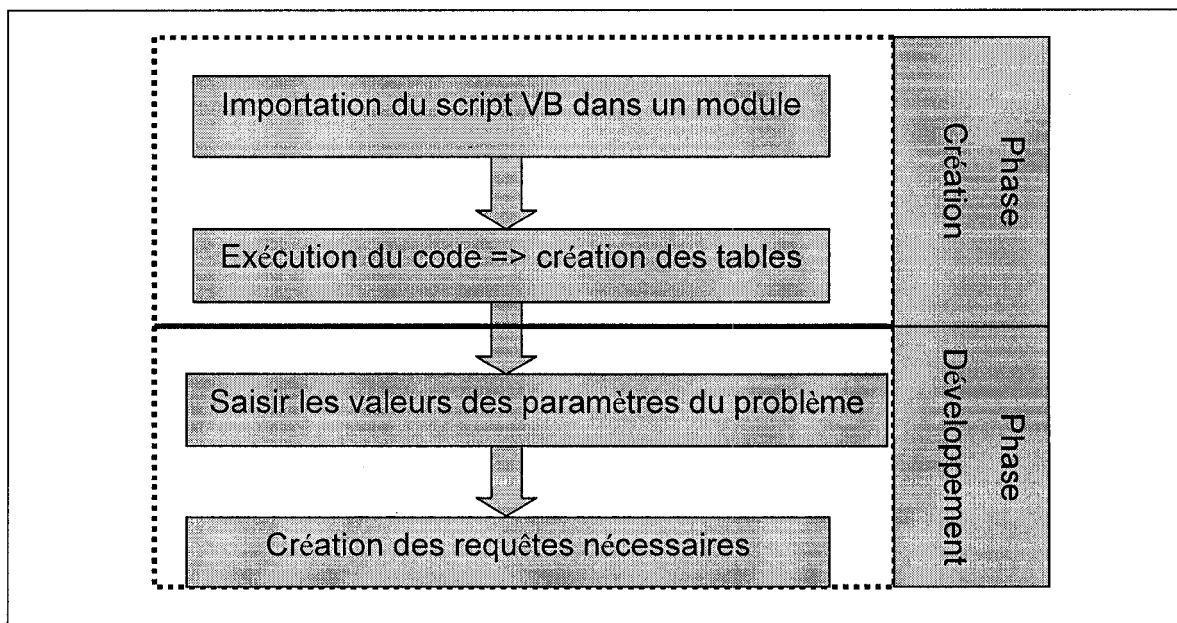 Importation du script VB dans un module
Exécution du code => création des tables
Phase
Création
Saisir les valeurs des paramètres du problème
Création des requêtes nécessaires
Phase
Développement